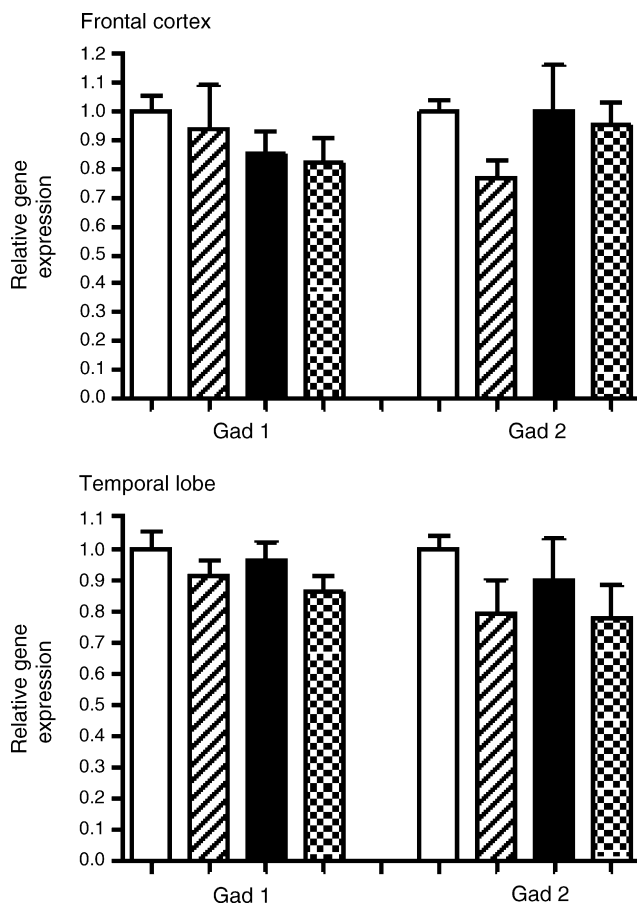 Frontal cortex
Relative gene
expression
1.2
1.1
1.0
0.9
0.8
0.7
0.6
0.5
0.4
0.3
0.2
0.1
0.0
Gad 1
Gad 2
Temporal lobe
Relative gene
expression
1.1
1.0
0.9
0.8
0.7
0.6
0.5
0.4
0.3
0.2
0.1
0.0
Gad 1
Gad 2